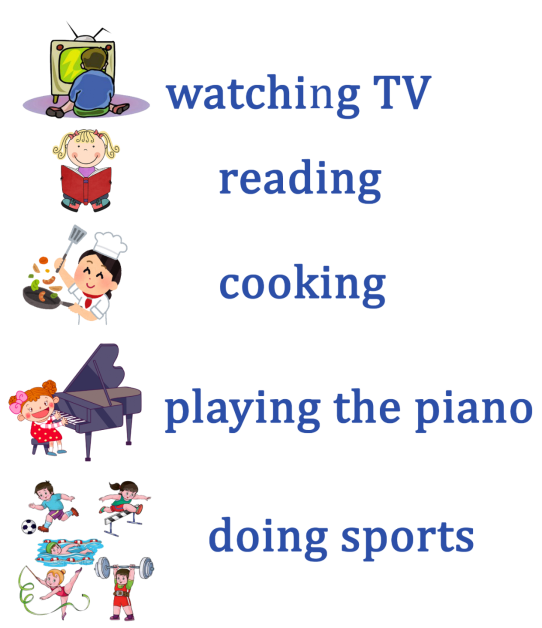 watching TV
reading
cooking
playing the piano
doing sports